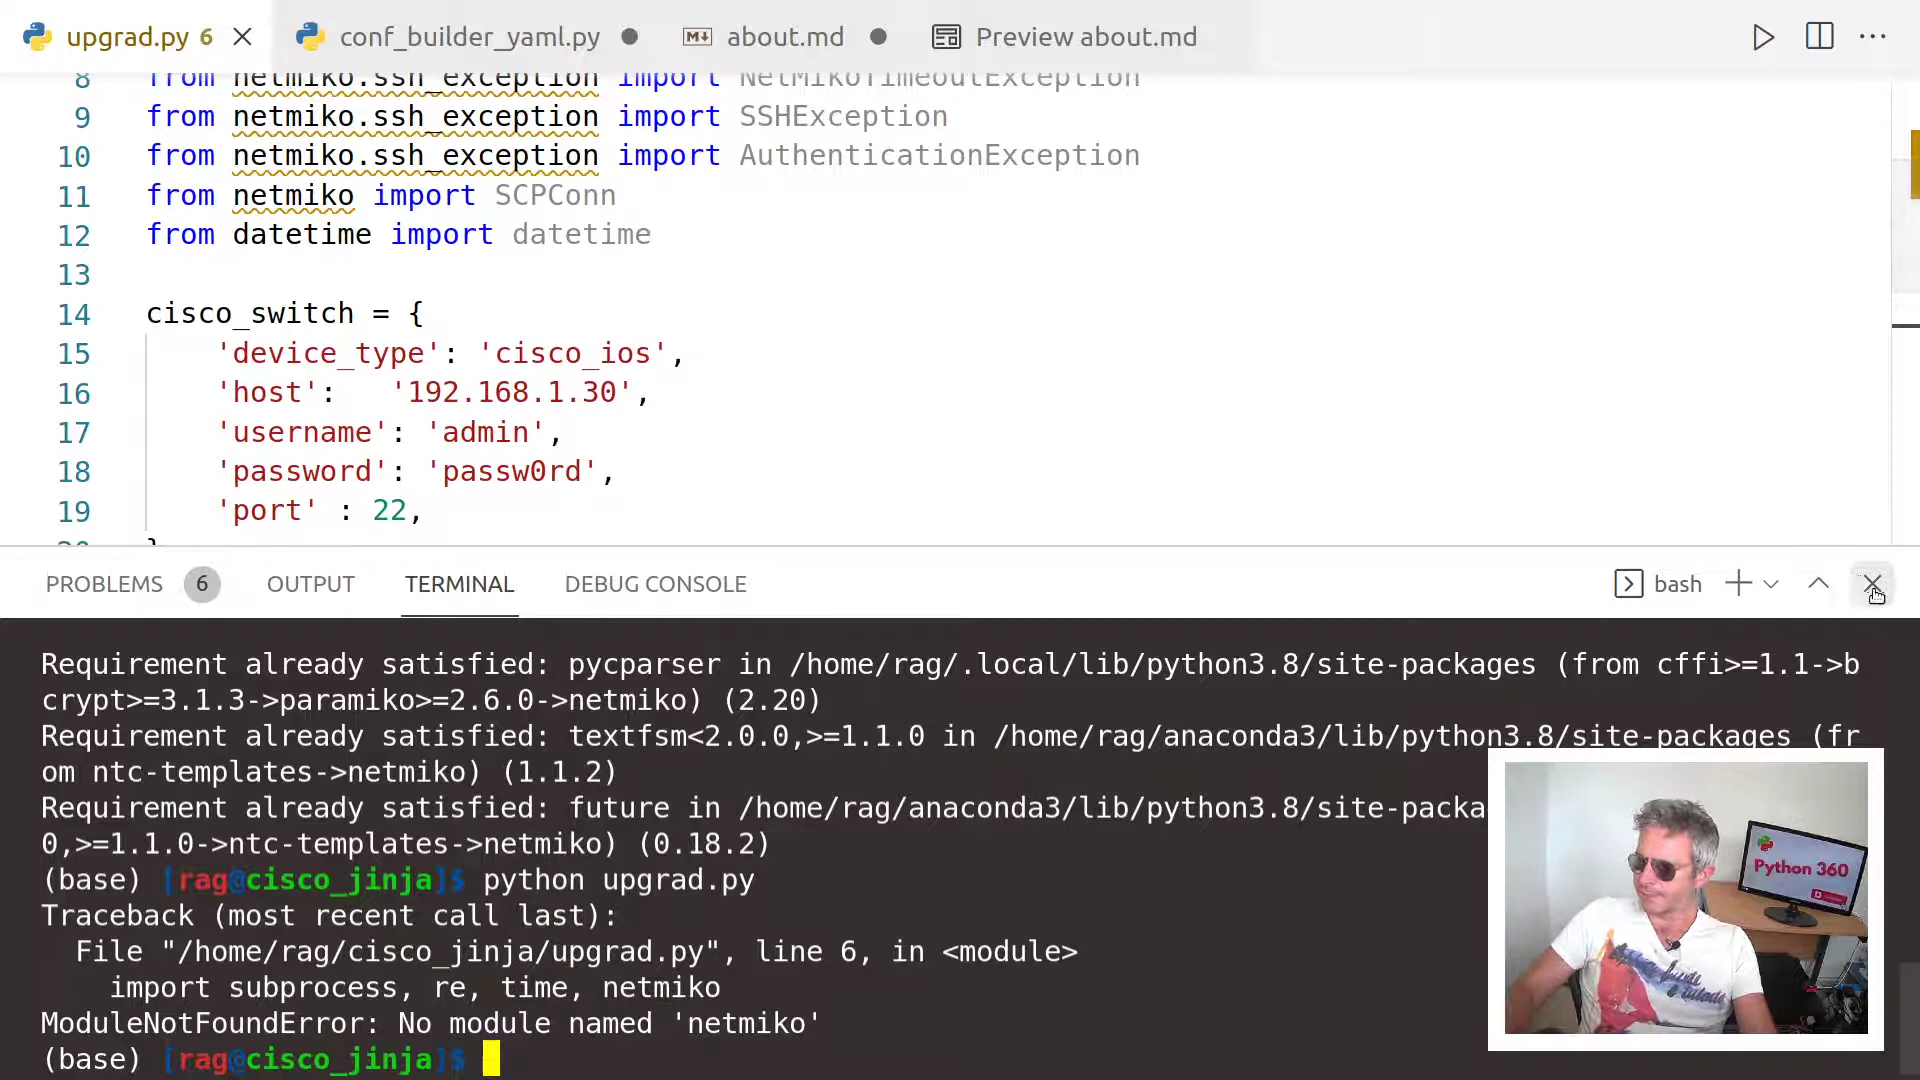 upgrad.py 6
conf_builder_yaml.py
about.md
Preview about.md
8 from netmiko.ssh_exception import NetMikoTimeoutException
9 from netmiko.ssh_exception import SSHException
10 from netmiko.ssh_exception import AuthenticationException
11 from netmiko import SCPConn
12 from datetime import datetime
13
14 cisco_switch = {
15 'device_type': 'cisco_ios',
16 'host':   '192.168.1.30',
17 'username': 'admin',
18 'password': 'passw0rd',
19 'port' : 22,
20 }
PROBLEMS 6 OUTPUT TERMINAL DEBUG CONSOLE bash
Requirement already satisfied: pycparser in /home/rag/.local/lib/python3.8/site-packages (from cffi>=1.1->b
crypt>=3.1.3->paramiko>=2.6.0->netmiko) (2.20)
Requirement already satisfied: textfsm<2.0.0,>=1.1.0 in /home/rag/anaconda3/lib/python3.8/site-packages (fr
om ntc-templates->netmiko) (1.1.2)
Requirement already satisfied: future in /home/rag/anaconda3/lib/python3.8/site-packa
0,>=1.1.0->ntc-templates->netmiko) (0.18.2)
(base) [rag@cisco_jinja]$ python upgrad.py
Traceback (most recent call last):
  File "/home/rag/cisco_jinja/upgrad.py", line 6, in <module>
    import subprocess, re, time, netmiko
ModuleNotFoundError: No module named 'netmiko'
(base) [rag@cisco_jinja]$
Python 360